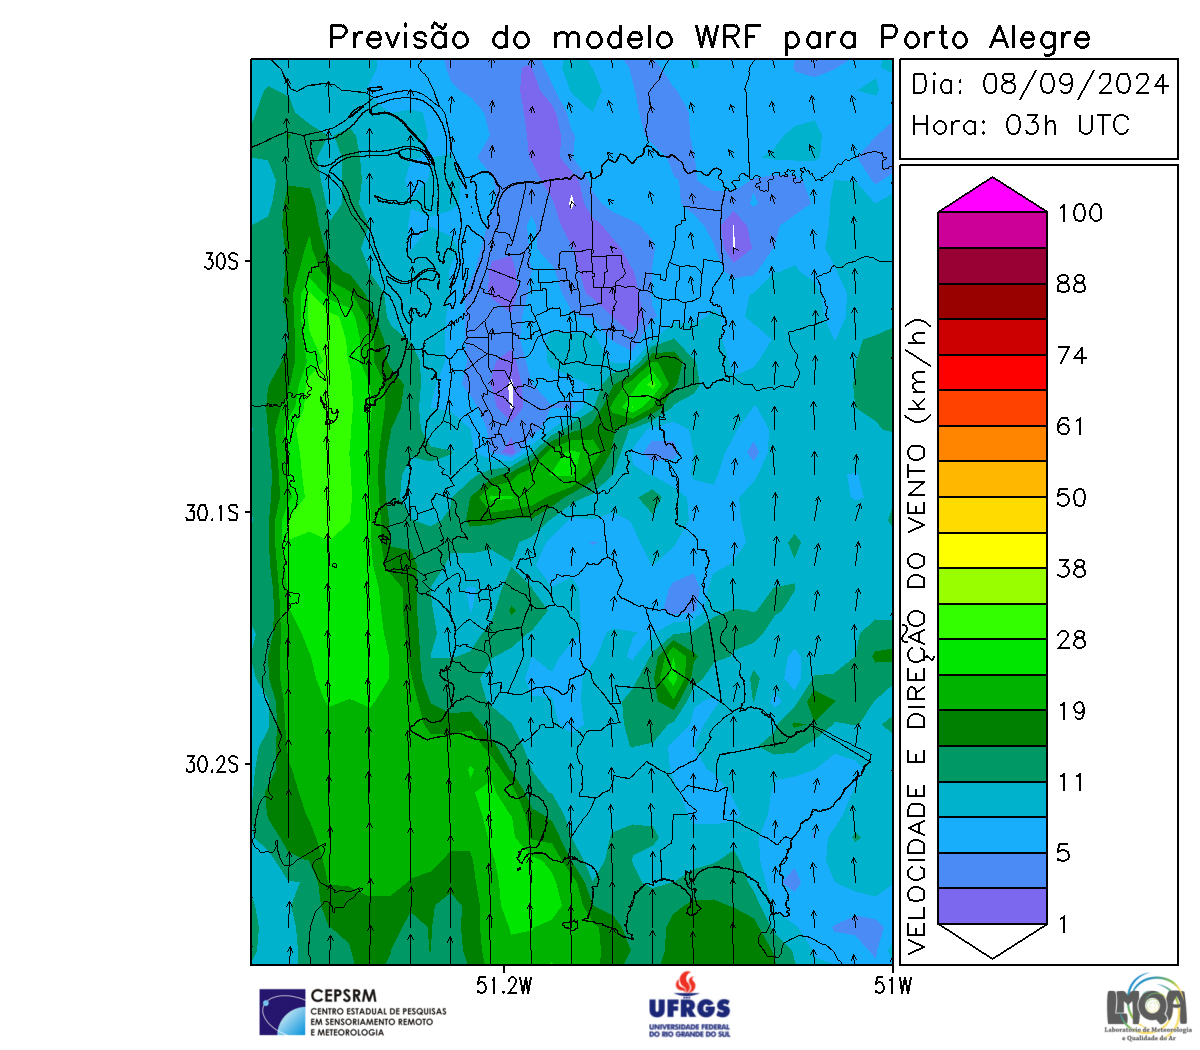 Previsão do modelo WRF para Porto Alegre
Dia: 08/09/2024
Hora: 03h UTC
30S
30.1S
30.2S
51.2W
51W
VELOCIDADE E DIREÇÃO DO VENTO (km/h)
100
88
74
61
50
38
28
19
11
5
1
CEPSRM
CENTRO ESTADUAL DE PESQUISAS
EM SENSORIAMENTO REMOTO
E METEOROLOGIA
UFRGS
UNIVERSIDADE FEDERAL
DO RIO GRANDE DO SUL
LMQA
Laboratório de Meteorologia
e Qualidade do Ar